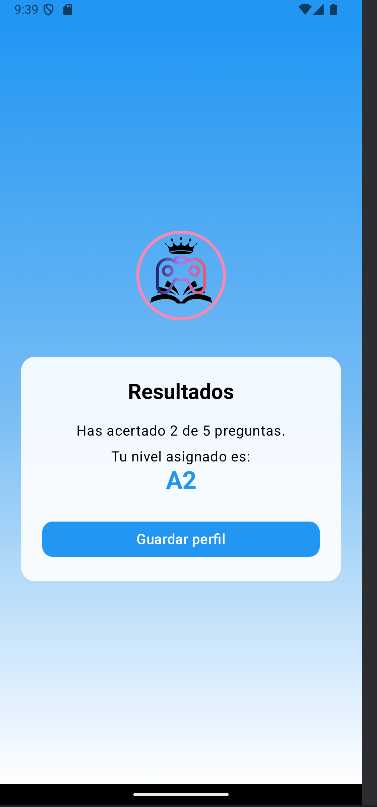 9:39
Resultados
Has acertado 2 de 5 preguntas.
Tu nivel asignado es:
A2
Guardar perfil